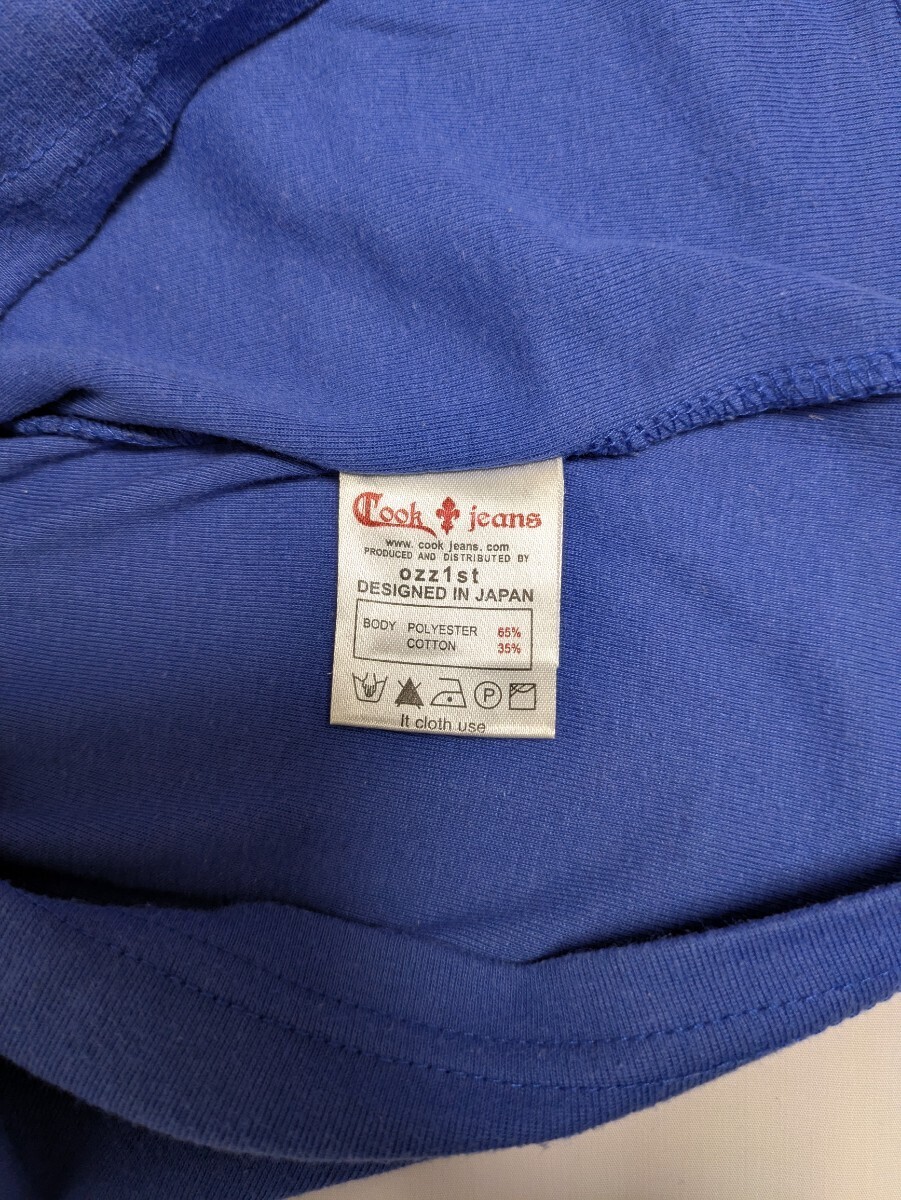 Cook jeans
www. cook jeans. com
PRODUCED AND DISTRIBUTED BY
ozz1st
DESIGNED IN JAPAN
BODY POLYESTER 65%
COTTON 35%
P
It cloth use